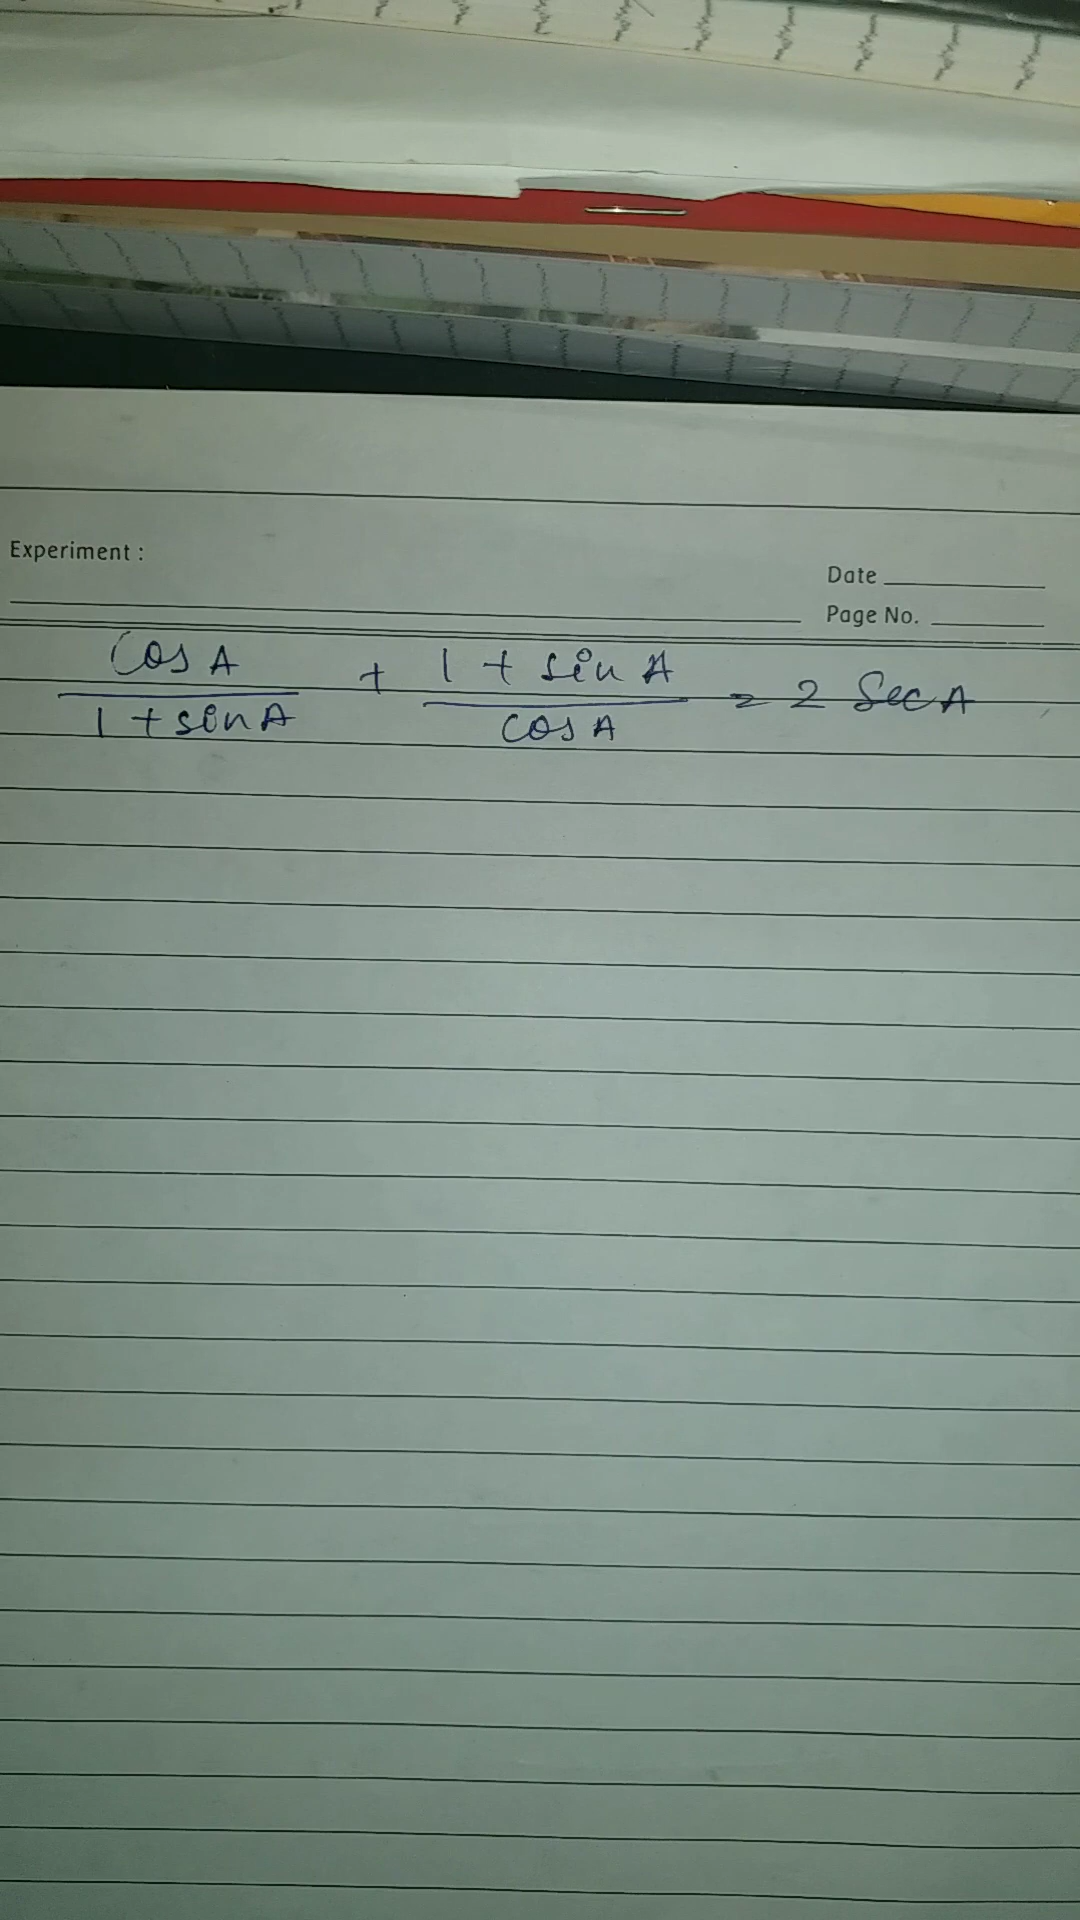 Experiment :
Date
Page No.
cos A / 1 + sin A + 1 + sin A / cos A = 2 Sec A